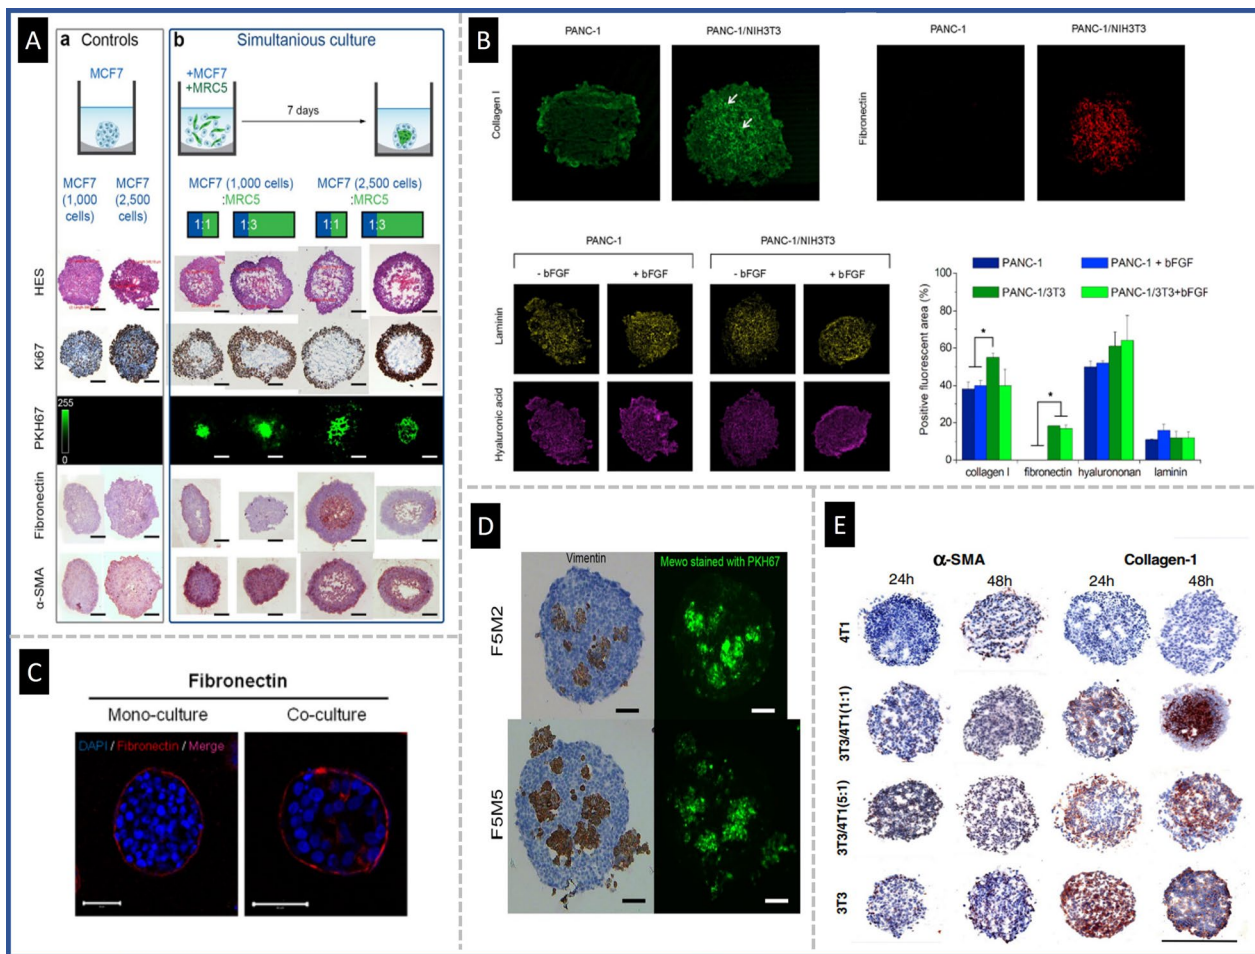 A
a Controls
b Simultanious culture
MCF7
+MCF7
+MRC5
7 days
MCF7
(1,000
cells)
MCF7
(2,500
cells)
MCF7 (1,000 cells)
:MRC5
MCF7 (2,500 cells)
:MRC5
1:1
1:3
1:1
1:3
HES
Ki67
PKH67
255
0
Fibronectin
α-SMA
B
PANC-1
PANC-1/NIH3T3
Collagen I
PANC-1
PANC-1/NIH3T3
Fibronectin
PANC-1
PANC-1/NIH3T3
- bFGF
+ bFGF
- bFGF
+ bFGF
Laminin
Hyaluronic acid
Positive fluorescent area (%)
100
80
60
40
20
0
PANC-1
PANC-1 + bFGF
PANC-1/3T3
PANC-1/3T3+bFGF
*
*
collagen I
fibronectin
hyalurononan
laminin
C
Fibronectin
Mono-culture
Co-culture
DAPI / Fibronectin / Merge
D
Vimentin
Mewo stained with PKH67
F5M2
F5M5
E
α-SMA
Collagen-1
24h
48h
24h
48h
4T1
3T3/4T1(1:1)
3T3/4T1(5:1)
3T3